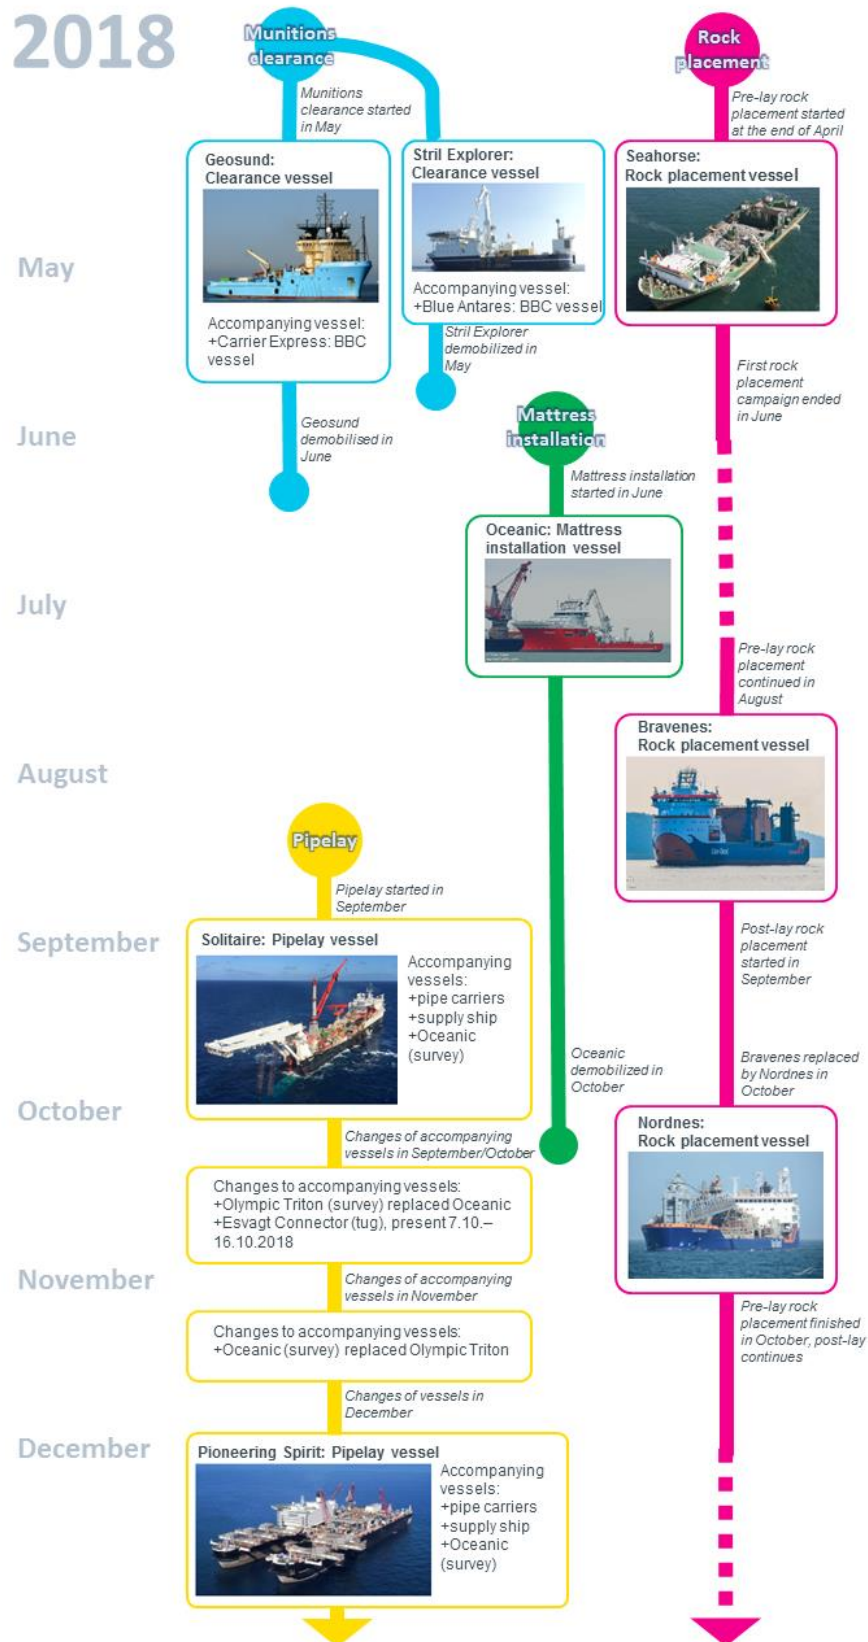 2018
Munitions
clearance
Rock
placement
Munitions
clearance started
in May
Pre-lay rock
placement started
at the end of April
Geosund:
Clearance vessel
Accompanying vessel:
+Carrier Express: BBC
vessel
Stril Explorer:
Clearance vessel
Accompanying vessel:
+Blue Antares: BBC vessel
Seahorse:
Rock placement vessel
May
Stril Explorer
demobilized in
May
First rock
placement
campaign ended
in June
June
Geosund
demobilised in
June
Mattress
installation
Mattress installation
started in June
Oceanic: Mattress
installation vessel
July
Pre-lay rock
placement
continued in
August
Bravenes:
Rock placement vessel
August
Pipelay
Pipelay started in
September
September
Solitaire: Pipelay vessel
Accompanying
vessels:
+pipe carriers
+supply ship
+Oceanic
(survey)
Post-lay rock
placement
started in
September
Oceanic
demobilized in
October
Bravenes replaced
by Nordnes in
October
October
Changes of accompanying
vessels in September/October
Nordnes:
Rock placement vessel
Changes to accompanying vessels:
+Olympic Triton (survey) replaced Oceanic
+Esvagt Connector (tug), present 7.10.–
16.10.2018
November
Changes of accompanying
vessels in November
Pre-lay rock
placement finished
in October, post-lay
continues
Changes to accompanying vessels:
+Oceanic (survey) replaced Olympic Triton
Changes of vessels in
December
December
Pioneering Spirit: Pipelay vessel
Accompanying
vessels:
+pipe carriers
+supply ship
+Oceanic
(survey)